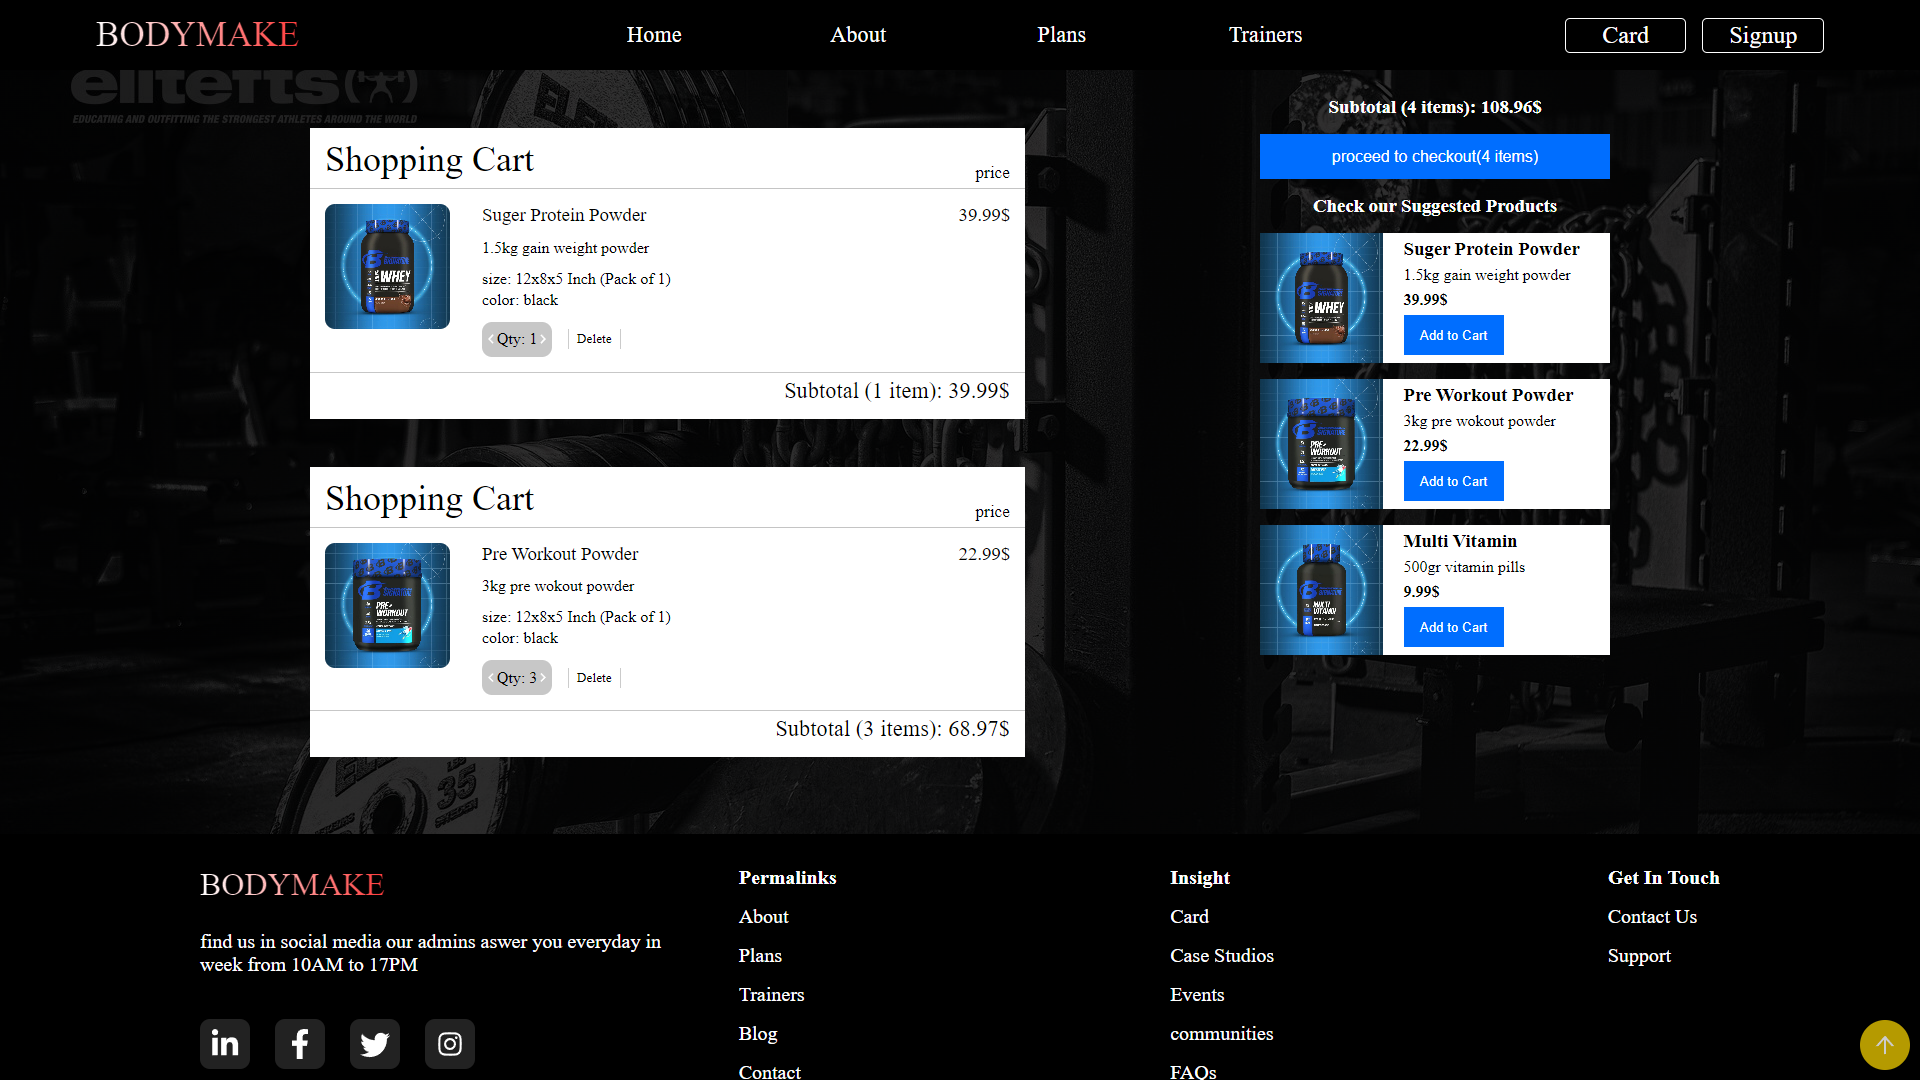 BODYMAKE
Home
About
Plans
Trainers
Card
Signup
elitefts
EDUCATING AND OUTFITTING THE STRONGEST ATHLETES AROUND THE WORLD
Shopping Cart
price
Suger Protein Powder
39.99$
1.5kg gain weight powder
size: 12x8x5 Inch (Pack of 1)
color: black
Qty: 1
Delete
Subtotal (1 item): 39.99$
WHEY
Shopping Cart
price
Pre Workout Powder
22.99$
3kg pre wokout powder
size: 12x8x5 Inch (Pack of 1)
color: black
Qty: 3
Delete
Subtotal (3 items): 68.97$
PRE-
WORKOUT
35
Subtotal (4 items): 108.96$
proceed to checkout(4 items)
Check our Suggested Products
Suger Protein Powder
1.5kg gain weight powder
39.99$
Add to Cart
WHEY
Pre Workout Powder
3kg pre wokout powder
22.99$
Add to Cart
PRE-
WORKOUT
Multi Vitamin
500gr vitamin pills
9.99$
Add to Cart
BODYMAKE
find us in social media our admins aswer you everyday in
week from 10AM to 17PM
Permalinks
About
Plans
Trainers
Blog
Contact
Insight
Card
Case Studios
Events
communities
FAQs
Get In Touch
Contact Us
Support